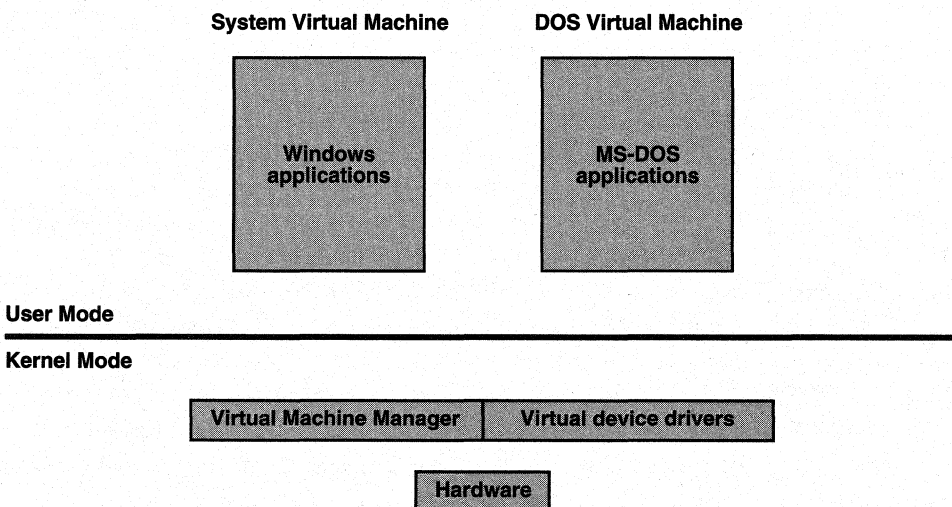 System Virtual Machine
DOS Virtual Machine
Windows
applications
MS-DOS
applications
User Mode
Kernel Mode
Virtual Machine Manager
Virtual device drivers
Hardware